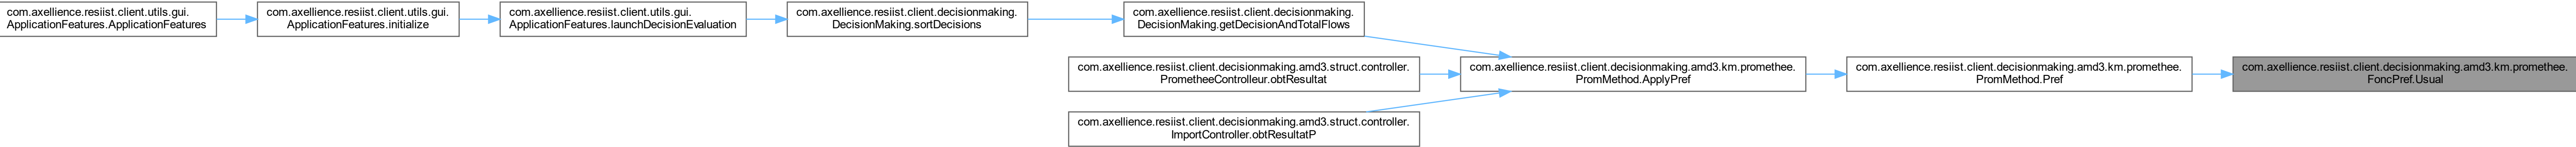 com.axellience.resiist.client.utils.gui.
ApplicationFeatures.ApplicationFeatures
com.axellience.resiist.client.utils.gui.
ApplicationFeatures.initialize
com.axellience.resiist.client.utils.gui.
ApplicationFeatures.launchDecisionEvaluation
com.axellience.resiist.client.decisionmaking.
DecisionMaking.sortDecisions
com.axellience.resiist.client.decisionmaking.
DecisionMaking.getDecisionAndTotalFlows
com.axellience.resiist.client.decisionmaking.amd3.struct.controller.
PrometheeControlleur.obtResultat
com.axellience.resiist.client.decisionmaking.amd3.struct.controller.
ImportController.obtResultatP
com.axellience.resiist.client.decisionmaking.amd3.km.promethee.
PromMethod.ApplyPref
com.axellience.resiist.client.decisionmaking.amd3.km.promethee.
PromMethod.Pref
com.axellience.resiist.client.decisionmaking.amd3.km.promethee.
FoncPref.Usual